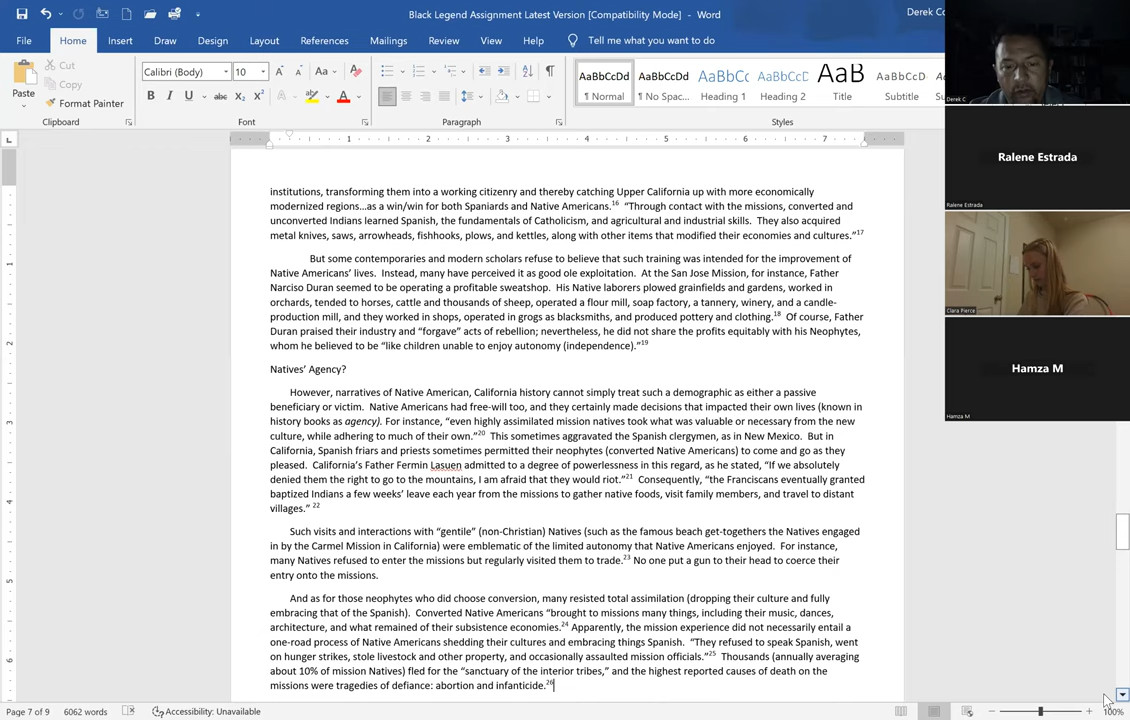 Black Legend Assignment Latest Version [Compatibility Mode] - Word
Derek Co
File Home Insert Draw Design Layout References Mailings Review View Help Tell me what you want to do
Paste
Cut
Copy
Format Painter
Clipboard
Calibri (Body) 10
Font
Paragraph
AaBbCcDd AaBbCcDd AaBbCc AaBbCcD AaB AaBbCcD
¶ Normal ¶ No Spac... Heading 1 Heading 2 Title Subtitle
Styles
Derek C
Ralene Estrada
Ralene Estrada
Clara Pierce
Hamza M
Hamza M
1 2 3 4 5 6 7
institutions, transforming them into a working citizenry and thereby catching Upper California up with more economically
modernized regions…as a win/win for both Spaniards and Native Americans.16 “Through contact with the missions, converted and
unconverted Indians learned Spanish, the fundamentals of Catholicism, and agricultural and industrial skills. They also acquired
metal knives, saws, arrowheads, fishhooks, plows, and kettles, along with other items that modified their economies and cultures.”17
But some contemporaries and modern scholars refuse to believe that such training was intended for the improvement of
Native Americans’ lives. Instead, many have perceived it as good ole exploitation. At the San Jose Mission, for instance, Father
Narciso Duran seemed to be operating a profitable sweatshop. His Native laborers plowed grainfields and gardens, worked in
orchards, tended to horses, cattle and thousands of sheep, operated a flour mill, soap factory, a tannery, winery, and a candle-
production mill, and they worked in shops, operated in grogs as blacksmiths, and produced pottery and clothing.18 Of course, Father
Duran praised their industry and “forgave” acts of rebellion; nevertheless, he did not share the profits equitably with his Neophytes,
whom he believed to be “like children unable to enjoy autonomy (independence).”19
Natives’ Agency?
However, narratives of Native American, California history cannot simply treat such a demographic as either a passive
beneficiary or victim. Native Americans had free-will too, and they certainly made decisions that impacted their own lives (known in
history books as agency). For instance, “even highly assimilated mission natives took what was valuable or necessary from the new
culture, while adhering to much of their own.”20 This sometimes aggravated the Spanish clergymen, as in New Mexico. But in
California, Spanish friars and priests sometimes permitted their neophytes (converted Native Americans) to come and go as they
pleased. California’s Father Fermin Lasuen admitted to a degree of powerlessness in this regard, as he stated, “If we absolutely
denied them the right to go to the mountains, I am afraid that they would riot.”21 Consequently, “the Franciscans eventually granted
baptized Indians a few weeks’ leave each year from the missions to gather native foods, visit family members, and travel to distant
villages.” 22
Such visits and interactions with “gentile” (non-Christian) Natives (such as the famous beach get-togethers the Natives engaged
in by the Carmel Mission in California) were emblematic of the limited autonomy that Native Americans enjoyed. For instance,
many Natives refused to enter the missions but regularly visited them to trade.23 No one put a gun to their head to coerce their
entry onto the missions.
And as for those neophytes who did choose conversion, many resisted total assimilation (dropping their culture and fully
embracing that of the Spanish). Converted Native Americans “brought to missions many things, including their music, dances,
architecture, and what remained of their subsistence economies.24 Apparently, the mission experience did not necessarily entail a
one-road process of Native Americans shedding their cultures and embracing things Spanish. “They refused to speak Spanish, went
on hunger strikes, stole livestock and other property, and occasionally assaulted mission officials.”25 Thousands (annually averaging
about 10% of mission Natives) fled for the “sanctuary of the interior tribes,” and the highest reported causes of death on the
missions were tragedies of defiance: abortion and infanticide.26
Page 7 of 9 6062 words Accessibility: Unavailable 100%